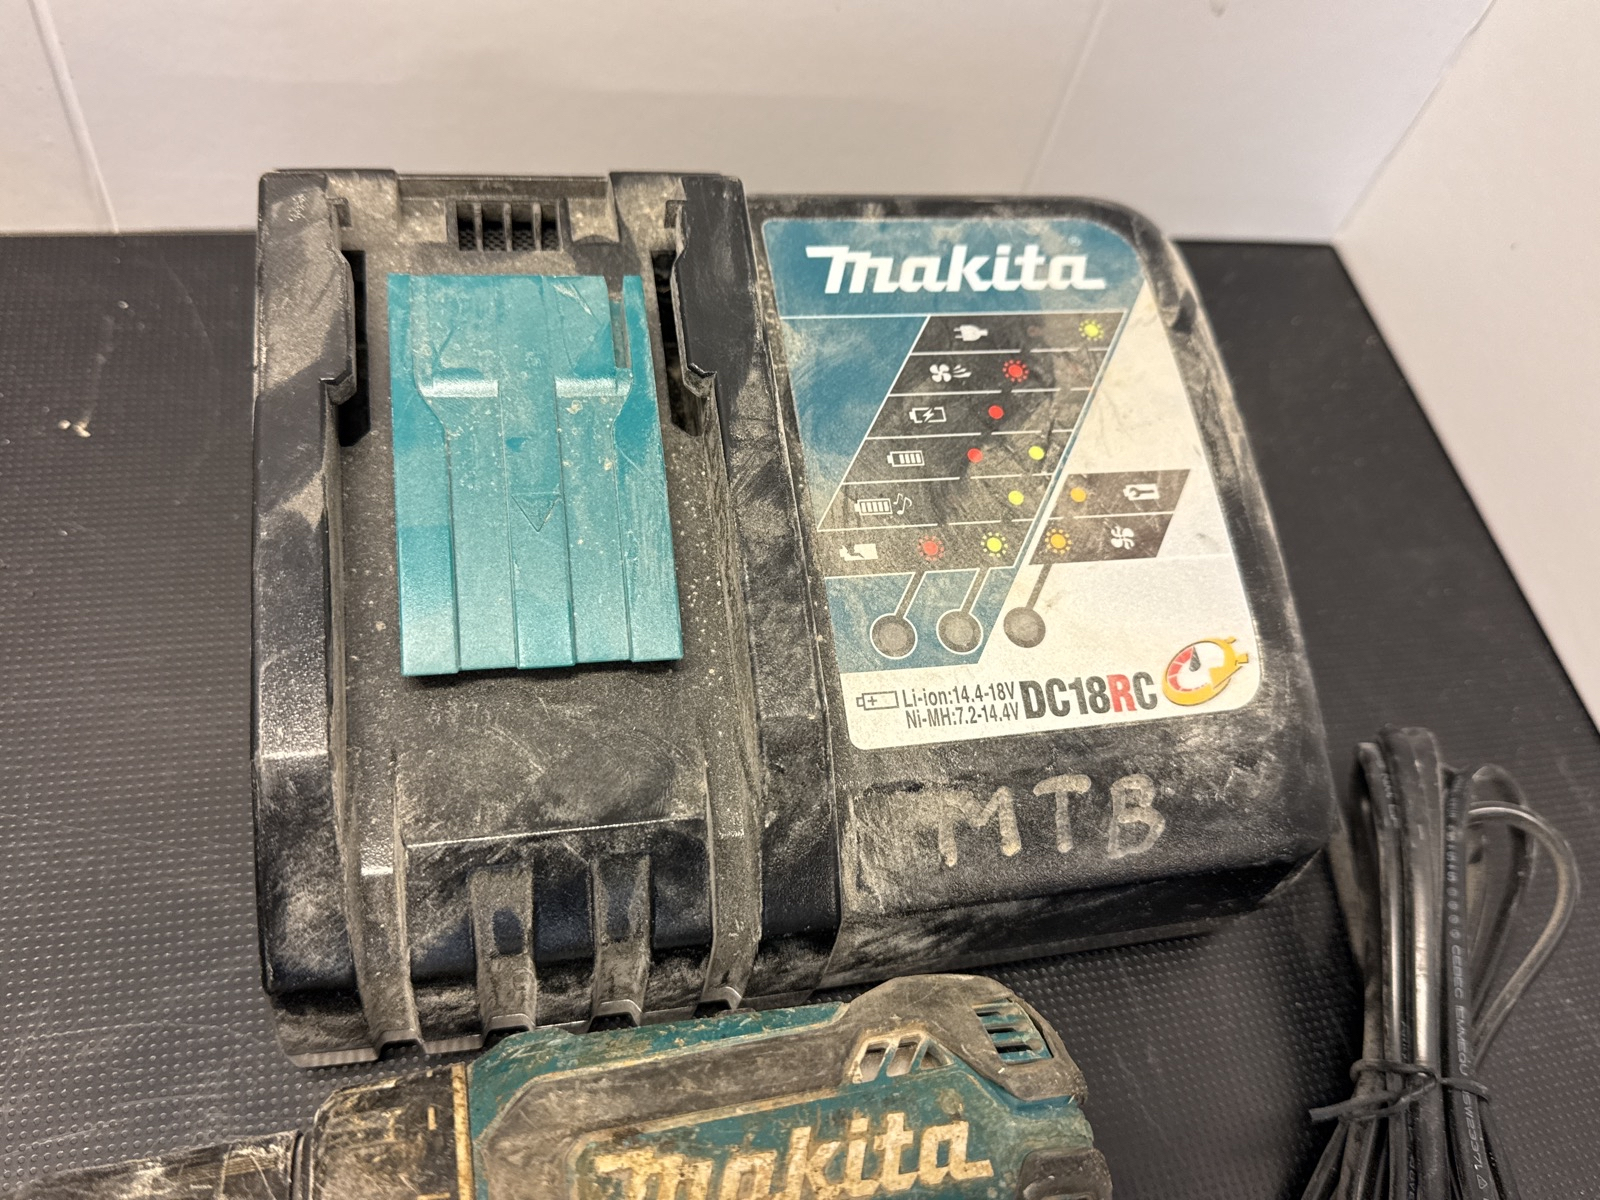 makita
Li-ion:14.4-18V
Ni-MH:7.2-14.4V
DC18RC
MTB
makita